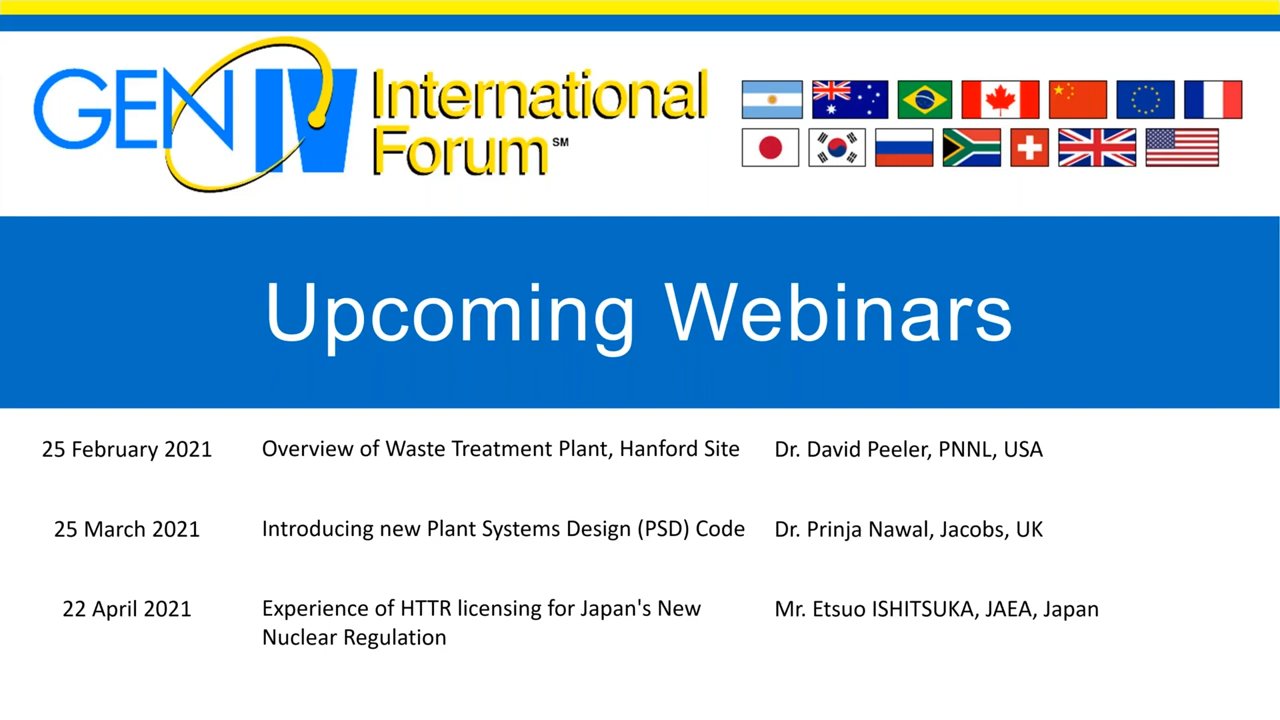 GEN IV International
Forum℠
Upcoming Webinars
25 February 2021 Overview of Waste Treatment Plant, Hanford Site Dr. David Peeler, PNNL, USA
25 March 2021 Introducing new Plant Systems Design (PSD) Code Dr. Prinja Nawal, Jacobs, UK
22 April 2021 Experience of HTTR licensing for Japan's New Mr. Etsuo ISHITSUKA, JAEA, Japan
Nuclear Regulation